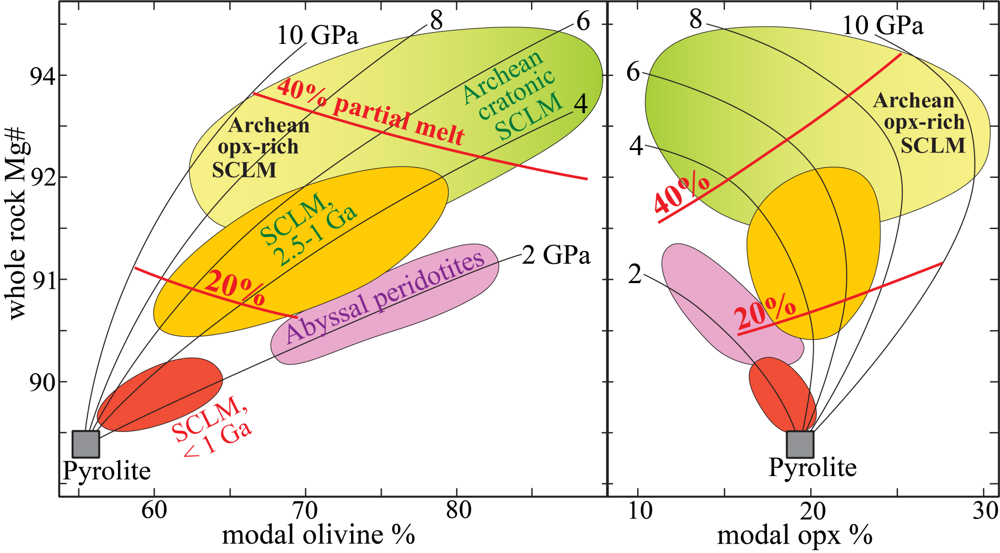 whole rock Mg#
94
92
91
90
10 GPa
8
6
4
2 GPa
40% partial melt
Archean
cratonic
SCLM
Archean
opx-rich
SCLM
SCLM,
2.5-1 Ga
20%
Abyssal peridotites
SCLM,
< 1 Ga
Pyrolite
60
70
80
modal olivine %
8
10 GPa
6
4
2
Archean
opx-rich
SCLM
40%
20%
Pyrolite
10
20
30
modal opx %